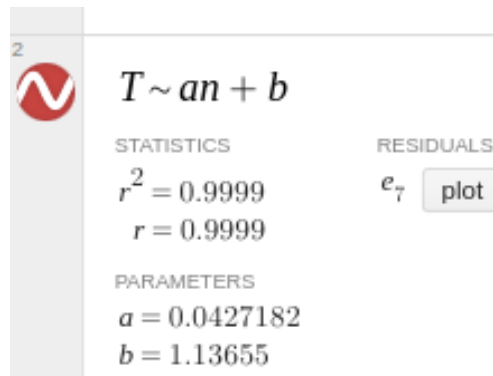 2
T ~ an + b
STATISTICS RESIDUALS
r² = 0.9999 e₇ plot
r = 0.9999
PARAMETERS
a = 0.0427182
b = 1.13655